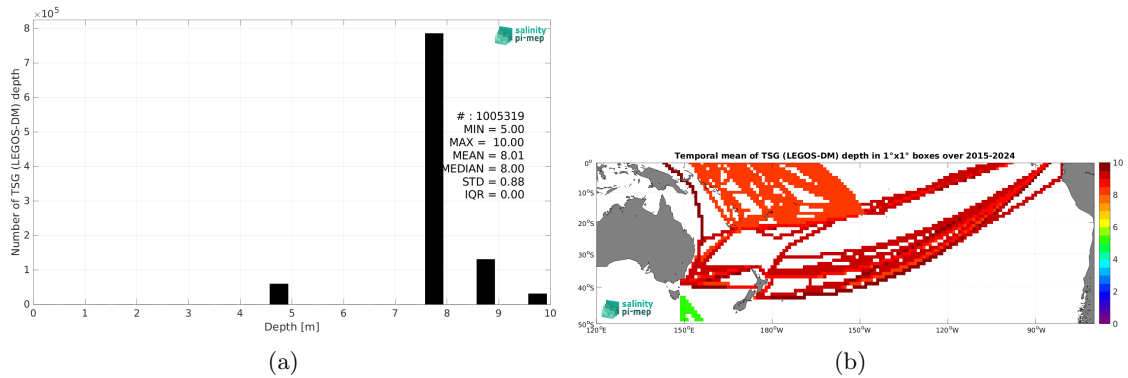 ×10⁵
8
7
6
5
4
3
2
1
0
Number of TSG (LEGOS-DM) depth
salinity
pi-mep
# : 1005319
MIN = 5.00
MAX = 10.00
MEAN = 8.01
MEDIAN = 8.00
STD = 0.88
IQR = 0.00
0 1 2 3 4 5 6 7 8 9 10
Depth [m]
(a)
Temporal mean of TSG (LEGOS-DM) depth in 1°x1° boxes over 2015-2024
0°
10°S
20°S
30°S
40°S
50°S
salinity
pi-mep
120°E 150°E 180°W 150°W 120°W 90°W
10
8
6
4
2
0
(b)